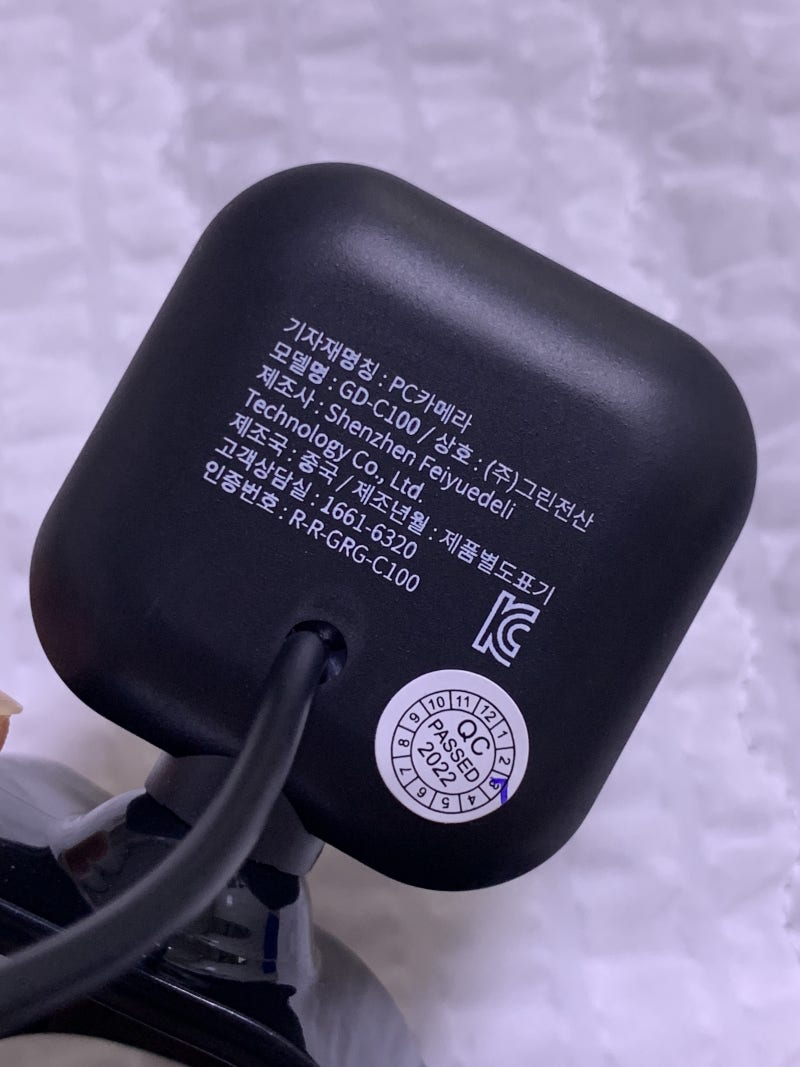 기자재명칭 : PC카메라
모델명 : GD-C100 / 상호 : (주)그린전산
제조사 : Shenzhen Feiyuedeli
Technology Co., Ltd.
제조국 : 중국 / 제조년월 : 제품별도표기
고객상담실 : 1661-6320
인증번호 : R-R-GRG-C100
KC
QC
PASSED
2022
1 2 3 4 5 6 7 8 9 10 11 12